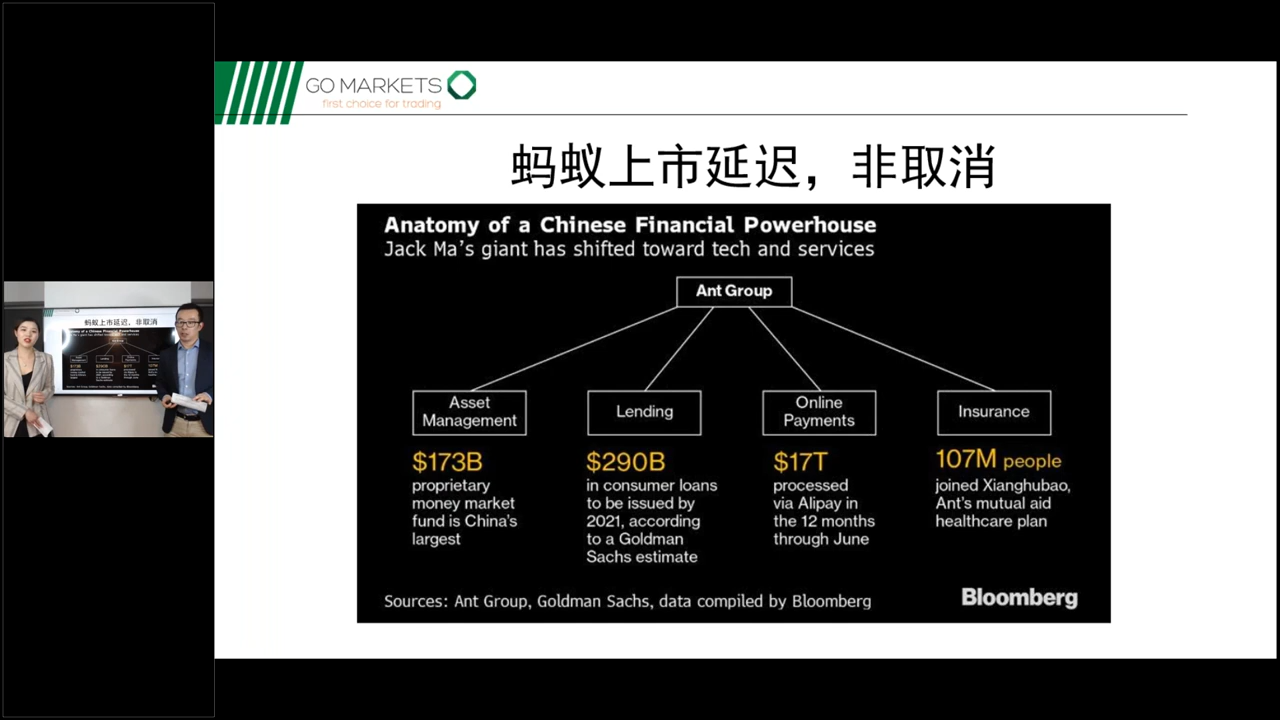 GO MARKETS
first choice for trading
蚂蚁上市延迟，非取消
Anatomy of a Chinese Financial Powerhouse
Jack Ma's giant has shifted toward tech and services
Ant Group
Asset
Management
Lending
Online
Payments
Insurance
$173B
proprietary
money market
fund is China's
largest
$290B
in consumer loans
to be issued by
2021, according
to a Goldman
Sachs estimate
$17T
processed
via Alipay in
the 12 months
through June
107M people
joined Xianghubao,
Ant's mutual aid
healthcare plan
Sources: Ant Group, Goldman Sachs, data compiled by Bloomberg
Bloomberg
蚂蚁上市延迟，非取消